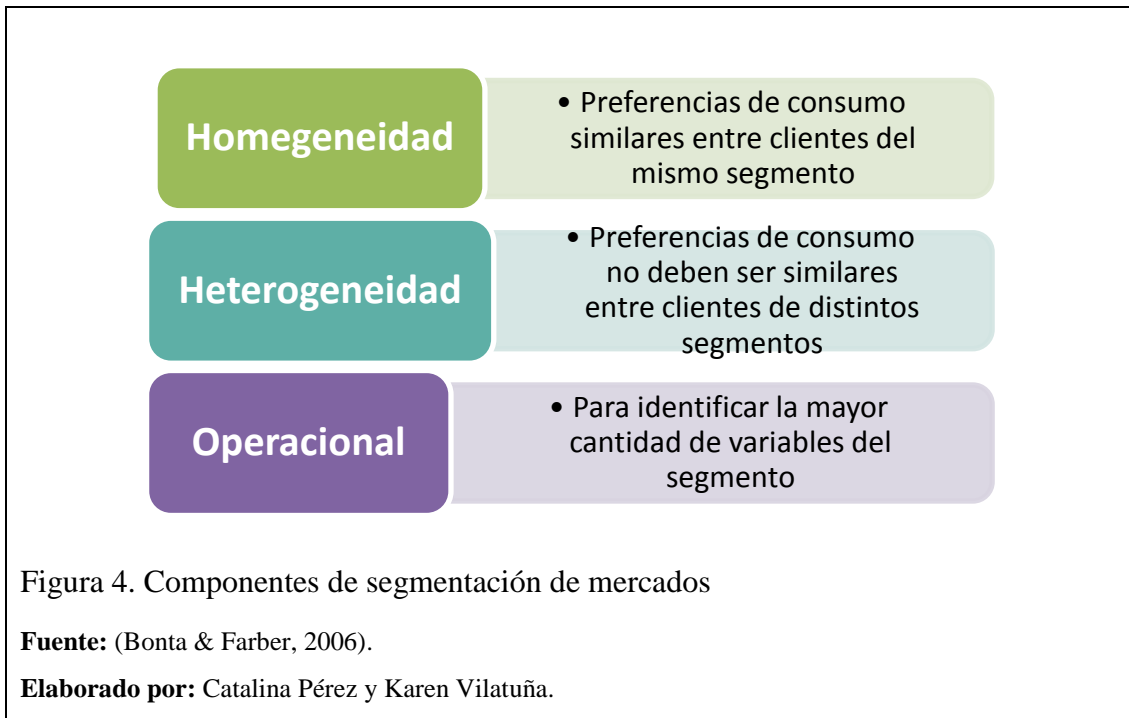 Homegeneidad
• Preferencias de consumo
similares entre clientes del
mismo segmento
Heterogeneidad
• Preferencias de consumo
no deben ser similares
entre clientes de distintos
segmentos
Operacional
• Para identificar la mayor
cantidad de variables del
segmento
Figura 4. Componentes de segmentación de mercados
Fuente: (Bonta & Farber, 2006).
Elaborado por: Catalina Pérez y Karen Vilatuña.